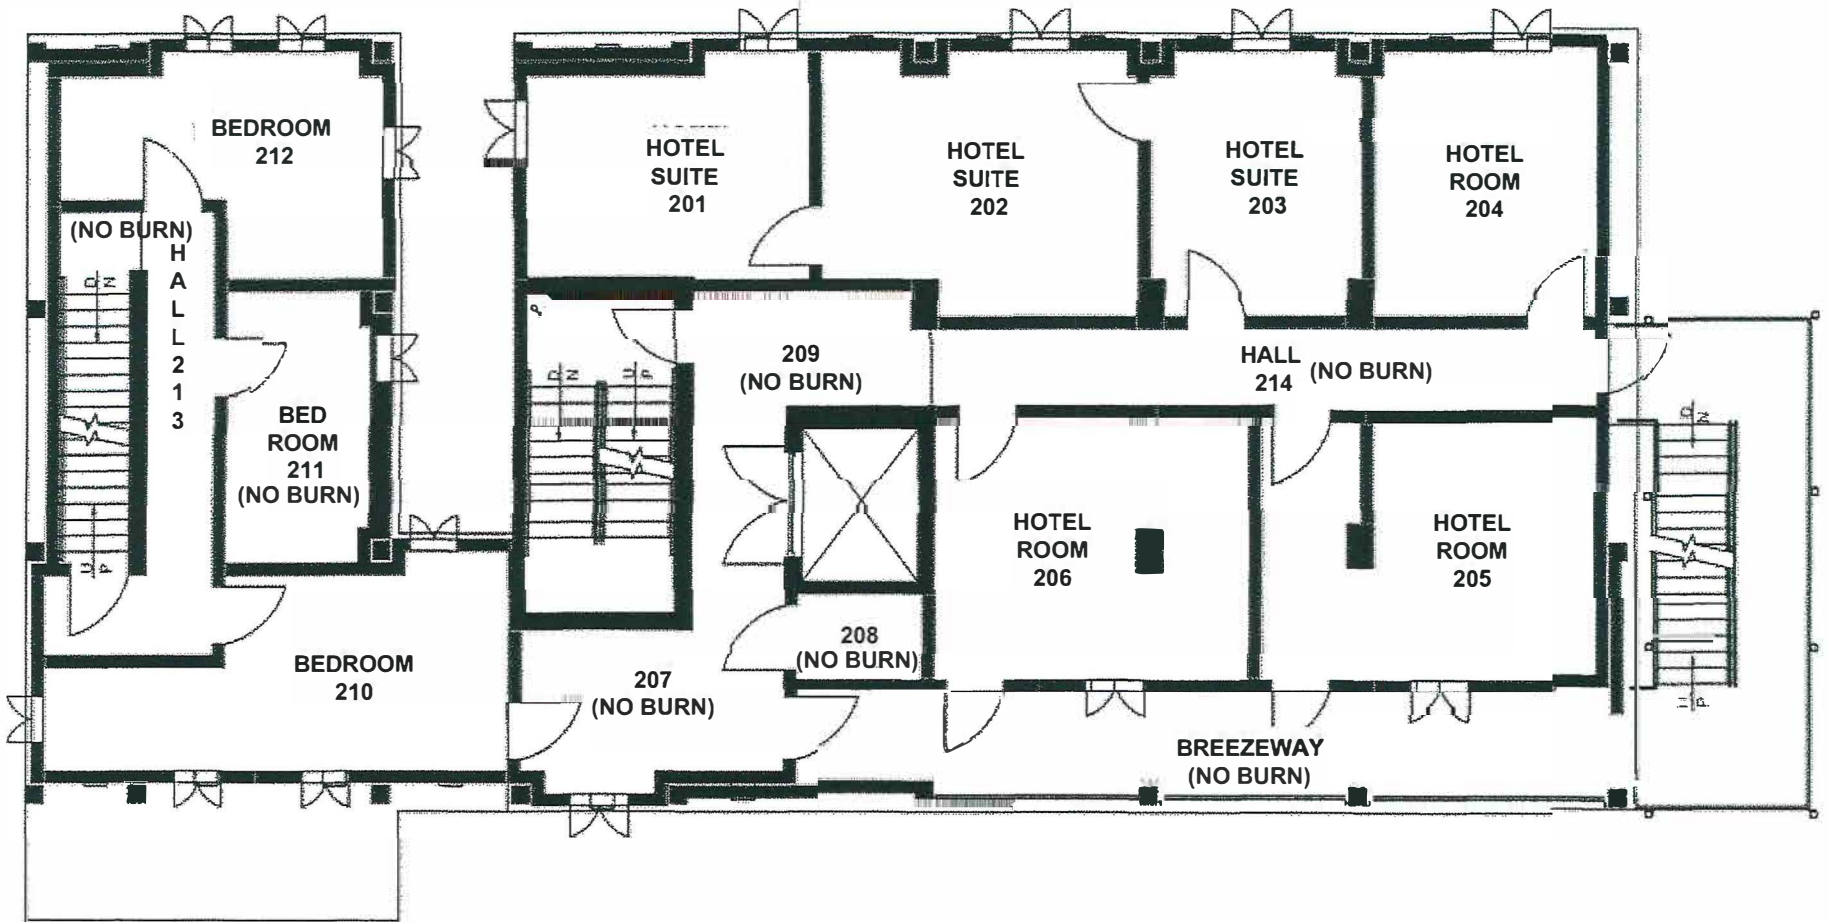 BEDROOM
212
(NO BURN)
H
A
L
L
2
1
3
D
N
U
P
BED
ROOM
211
(NO BURN)
BEDROOM
210
HOTEL
SUITE
201
HOTEL
SUITE
202
HOTEL
SUITE
203
HOTEL
ROOM
204
P
D
N
U
P
209
(NO BURN)
HALL
214
(NO BURN)
HOTEL
ROOM
206
HOTEL
ROOM
205
208
(NO BURN)
207
(NO BURN)
BREEZEWAY
(NO BURN)
D
N
U
P